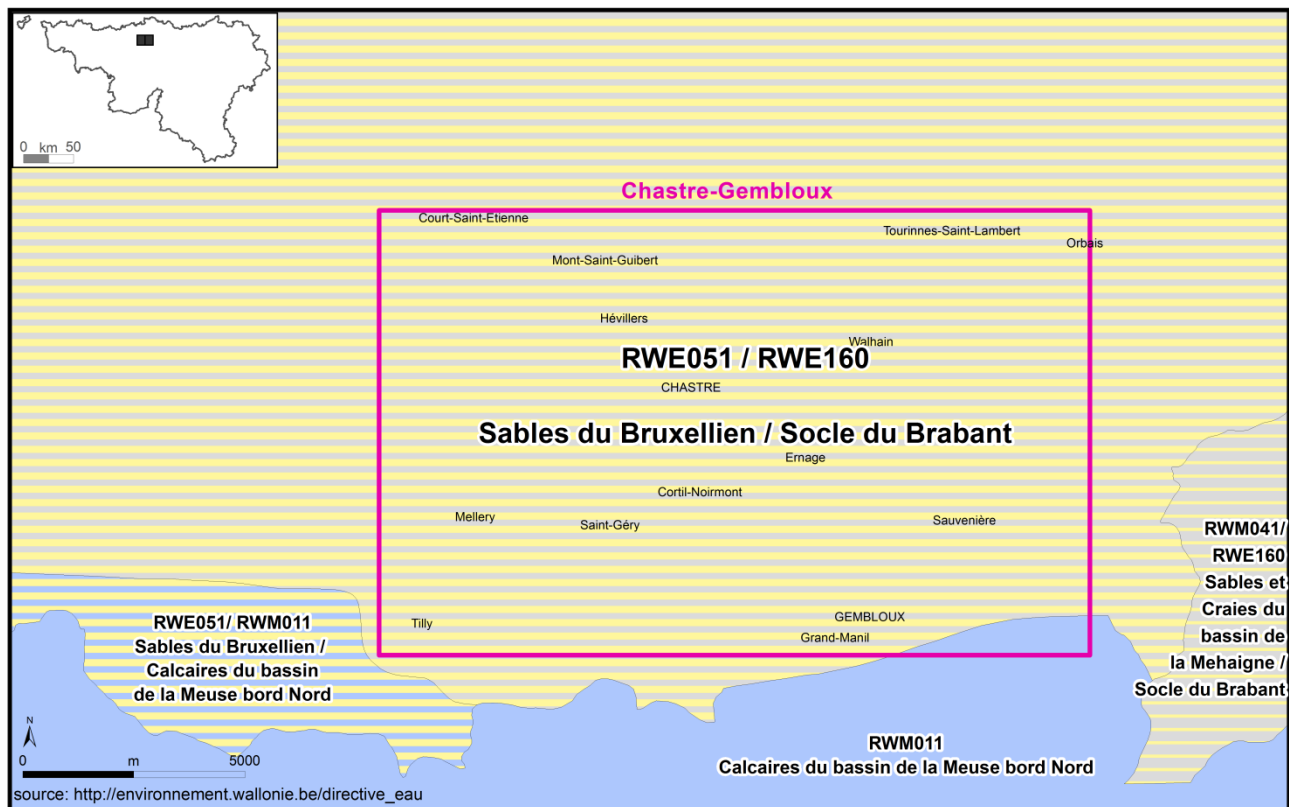 0 km 50
Chastre-Gembloux
Court-Saint-Etienne
Tourinnes-Saint-Lambert
Orbais
Mont-Saint-Guibert
Hévillers
Walhain
RWE051 / RWE160
CHASTRE
Sables du Bruxellien / Socle du Brabant
Ernage
Cortil-Noirmont
Mellery
Saint-Géry
Sauvenière
RWM041/
RWE160
Sables et
Craies du
bassin de
la Mehaigne /
Socle du Brabant
RWE051/ RWM011
Sables du Bruxellien /
Calcaires du bassin
de la Meuse bord Nord
Tilly
GEMBLOUX
Grand-Manil
N
0 m 5000
RWM011
Calcaires du bassin de la Meuse bord Nord
source: http://environnement.wallonie.be/directive_eau